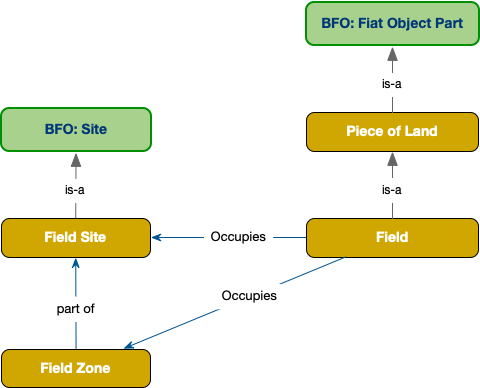 BFO: Fiat Object Part
is-a
BFO: Site
Piece of Land
is-a
is-a
Field Site
Occupies
Field
Occupies
part of
Field Zone